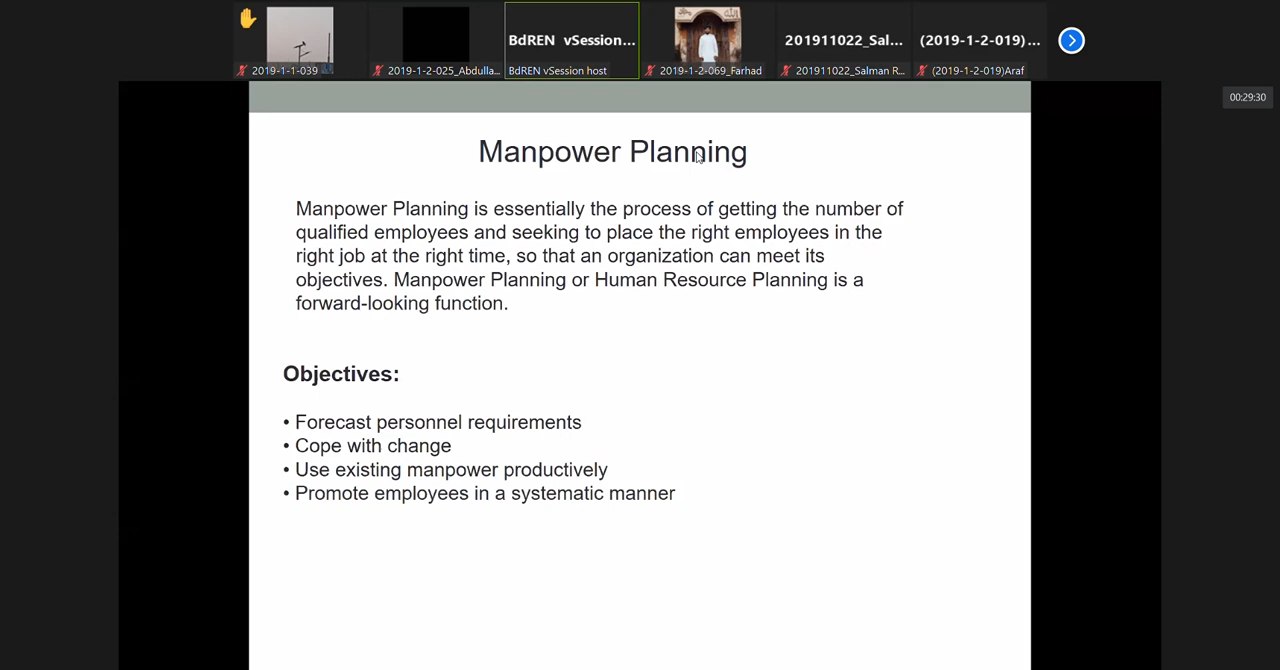 BdREN vSession...
201911022_Sal...
(2019-1-2-019)...
2019-1-1-039
2019-1-2-025_Abdulla...
BdREN vSession host
2019-1-2-069_Farhad
201911022_Salman R...
(2019-1-2-019)Araf
00:29:30
Manpower Planning
Manpower Planning is essentially the process of getting the number of
qualified employees and seeking to place the right employees in the
right job at the right time, so that an organization can meet its
objectives. Manpower Planning or Human Resource Planning is a
forward-looking function.
Objectives:
• Forecast personnel requirements
• Cope with change
• Use existing manpower productively
• Promote employees in a systematic manner